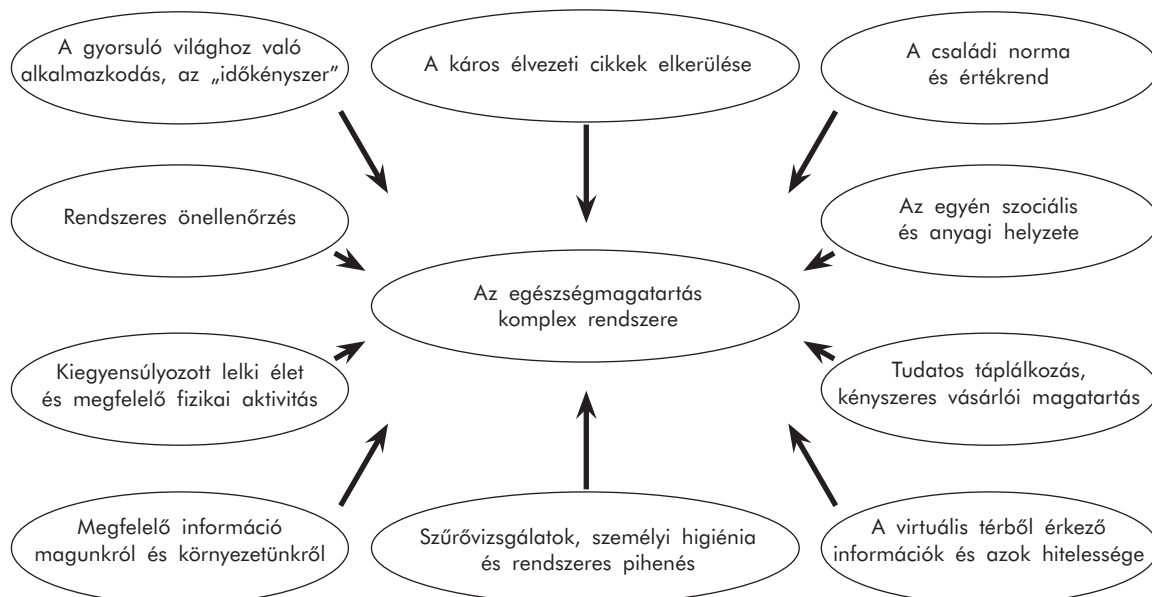 A gyorsuló világhoz való
alkalmazkodás, az „időkényszer”
A káros élvezeti cikkek elkerülése
A családi norma
és értékrend
Rendszeres önellenőrzés
Az egyén szociális
és anyagi helyzete
Az egészségmagatartás
komplex rendszere
Kiegyensúlyozott lelki élet
és megfelelő fizikai aktivitás
Tudatos táplálkozás,
kényszeres vásárlói magatartás
Megfelelő információ
magunkról és környezetünkről
Szűrővizsgálatok, személyi higiénia
és rendszeres pihenés
A virtuális térből érkező
információk és azok hitelessége